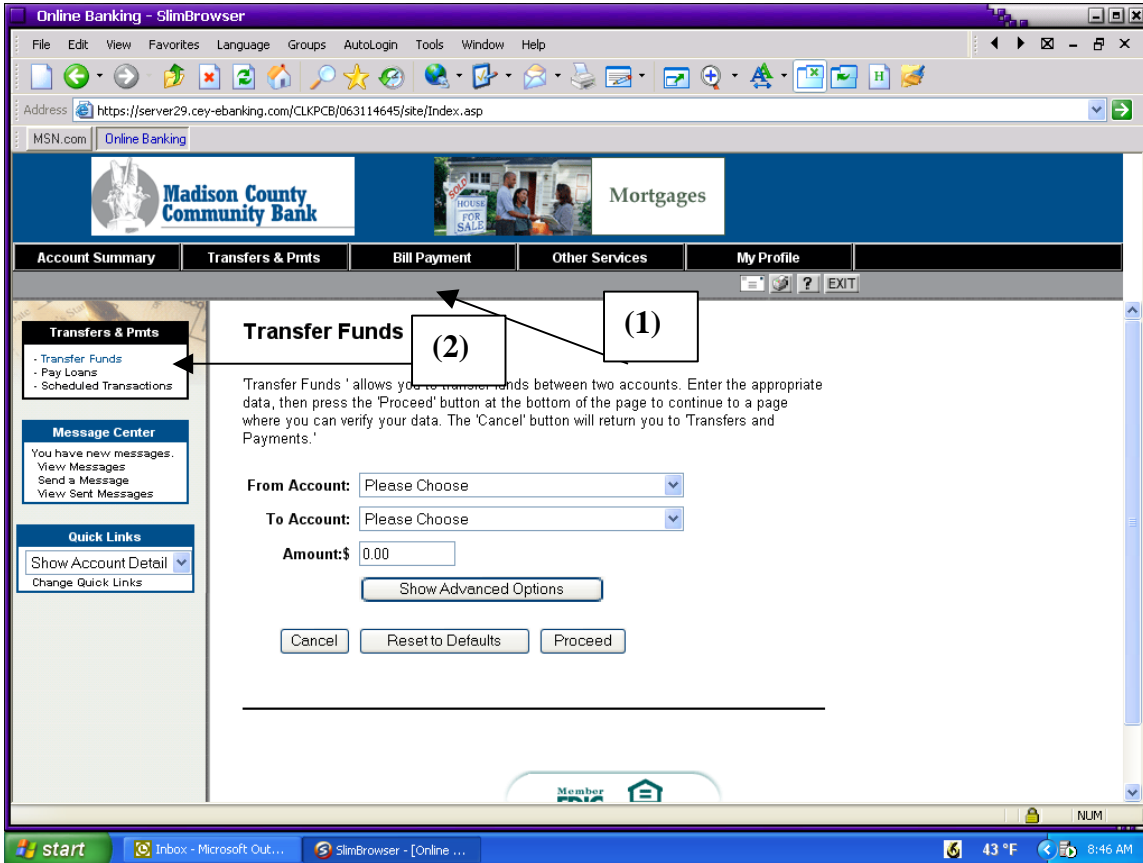 Online Banking - SlimBrowser
File Edit View Favorites Language Groups AutoLogin Tools Window Help
Address https://server29.cey-ebanking.com/CLKPCB/063114645/site/Index.asp
MSN.com Online Banking
Madison County
Community Bank
SOLD
HOUSE
FOR
SALE
Mortgages
Account Summary Transfers & Pmts Bill Payment Other Services My Profile
? EXIT
Transfers & Pmts
- Transfer Funds
- Pay Loans
- Scheduled Transactions
Message Center
You have new messages.
View Messages
Send a Message
View Sent Messages
Quick Links
Show Account Detail
Change Quick Links
Transfer Funds
(1)
(2)
'Transfer Funds ' allows you to transfer funds between two accounts. Enter the appropriate
data, then press the 'Proceed' button at the bottom of the page to continue to a page
where you can verify your data. The 'Cancel' button will return you to 'Transfers and
Payments.'
From Account: Please Choose
To Account: Please Choose
Amount:$ 0.00
Show Advanced Options
Cancel Reset to Defaults Proceed
Member
FDIC
NUM
start Inbox - Microsoft Out... SlimBrowser - [Online ... 6 43 °F 8:46 AM